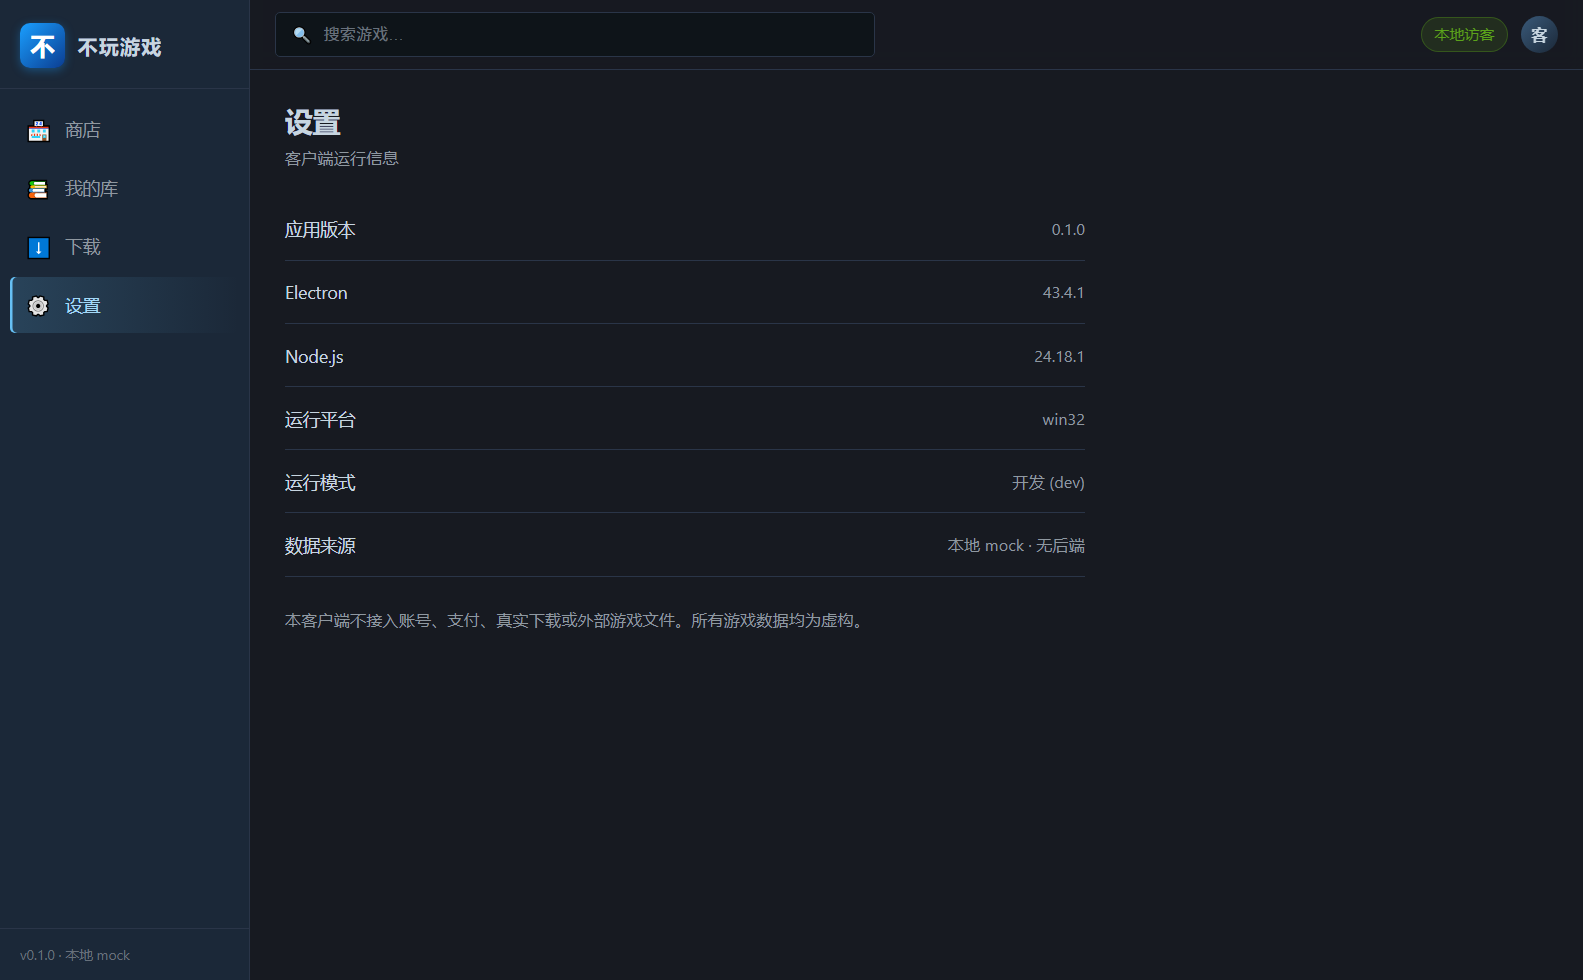 不 不玩游戏
搜索游戏...
本地访客 客
商店
我的库
下载
设置
设置
客户端运行信息
应用版本 0.1.0
Electron 43.4.1
Node.js 24.18.1
运行平台 win32
运行模式 开发 (dev)
数据来源 本地 mock · 无后端
本客户端不接入账号、支付、真实下载或外部游戏文件。所有游戏数据均为虚构。
v0.1.0 · 本地 mock